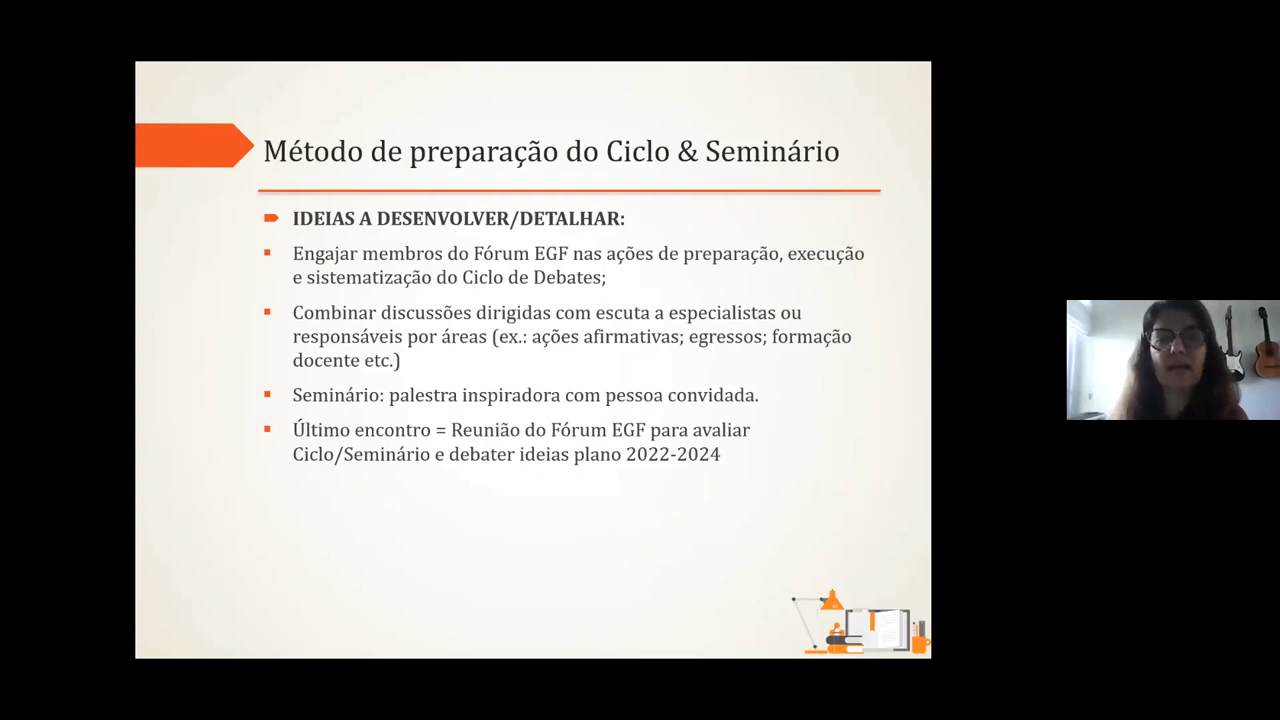 Método de preparação do Ciclo & Seminário
IDEIAS A DESENVOLVER/DETALHAR:
Engajar membros do Fórum EGF nas ações de preparação, execução
e sistematização do Ciclo de Debates;
Combinar discussões dirigidas com escuta a especialistas ou
responsáveis por áreas (ex.: ações afirmativas; egressos; formação
docente etc.)
Seminário: palestra inspiradora com pessoa convidada.
Último encontro = Reunião do Fórum EGF para avaliar
Ciclo/Seminário e debater ideias plano 2022-2024